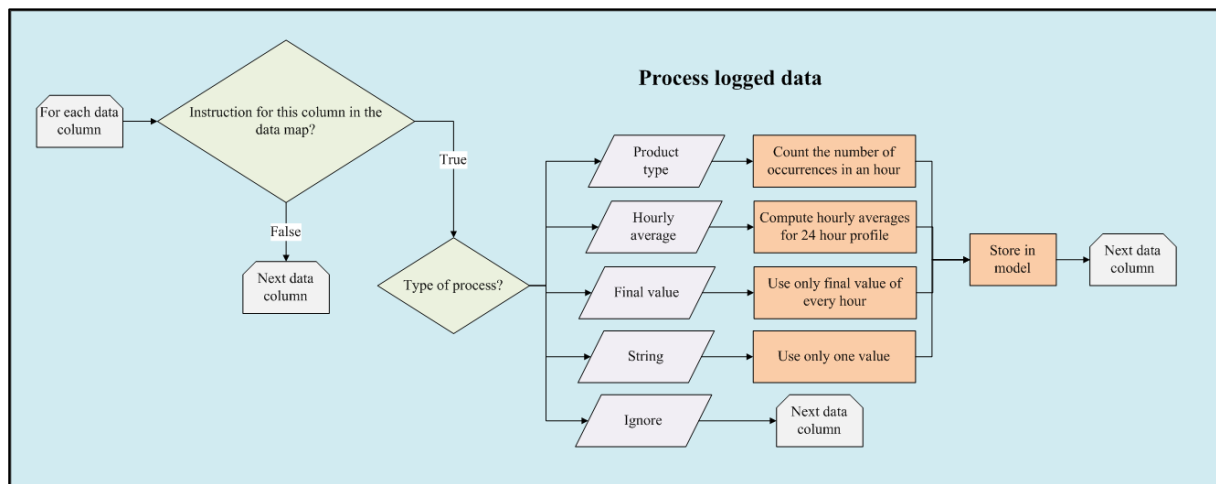 Process logged data
For each data
column
Instruction for this column in the
data map?
True
False
Next data
column
Type of process?
Product
type
Count the number of
occurrences in an hour
Hourly
average
Compute hourly averages
for 24 hour profile
Final value
Use only final value of
every hour
String
Use only one value
Ignore
Next data
column
Store in
model
Next data
column